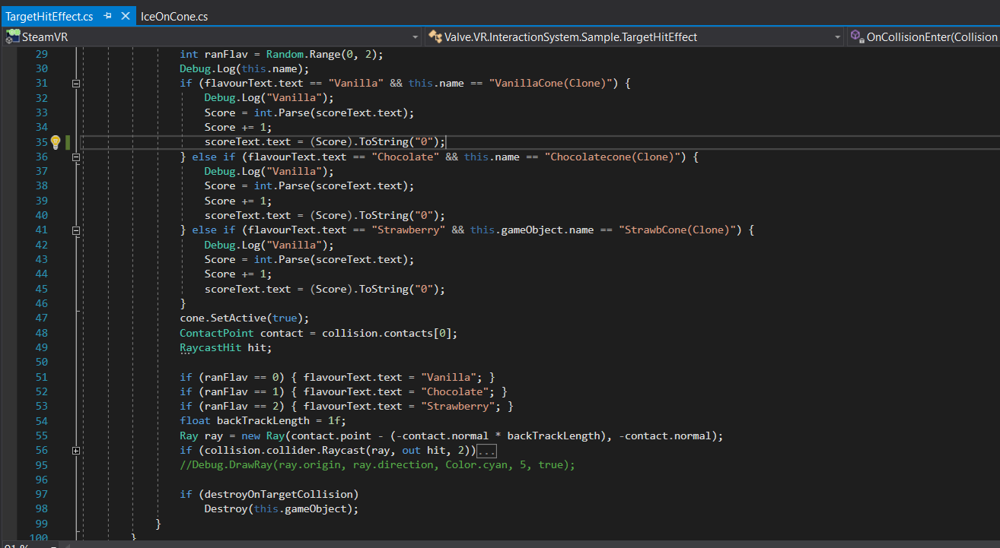 TargetHitEffect.cs IceOnCone.cs
SteamVR Valve.VR.InteractionSystem.Sample.TargetHitEffect OnCollisionEnter(Collision
29 int ranFlav = Random.Range(0, 2);
30 Debug.Log(this.name);
31 if (flavourText.text == "Vanilla" && this.name == "VanillaCone(Clone)") {
32 Debug.Log("Vanilla");
33 Score = int.Parse(scoreText.text);
34 Score += 1;
35 scoreText.text = (Score).ToString("0");
36 } else if (flavourText.text == "Chocolate" && this.name == "Chocolatecone(Clone)") {
37 Debug.Log("Vanilla");
38 Score = int.Parse(scoreText.text);
39 Score += 1;
40 scoreText.text = (Score).ToString("0");
41 } else if (flavourText.text == "Strawberry" && this.gameObject.name == "StrawbCone(Clone)") {
42 Debug.Log("Vanilla");
43 Score = int.Parse(scoreText.text);
44 Score += 1;
45 scoreText.text = (Score).ToString("0");
46 }
47 cone.SetActive(true);
48 ContactPoint contact = collision.contacts[0];
49 RaycastHit hit;
50
51 if (ranFlav == 0) { flavourText.text = "Vanilla"; }
52 if (ranFlav == 1) { flavourText.text = "Chocolate"; }
53 if (ranFlav == 2) { flavourText.text = "Strawberry"; }
54 float backTrackLength = 1f;
55 Ray ray = new Ray(contact.point - (-contact.normal * backTrackLength), -contact.normal);
56 if (collision.collider.Raycast(ray, out hit, 2))...
95 //Debug.DrawRay(ray.origin, ray.direction, Color.cyan, 5, true);
96
97 if (destroyOnTargetCollision)
98 Destroy(this.gameObject);
99 }
100 }
91 %